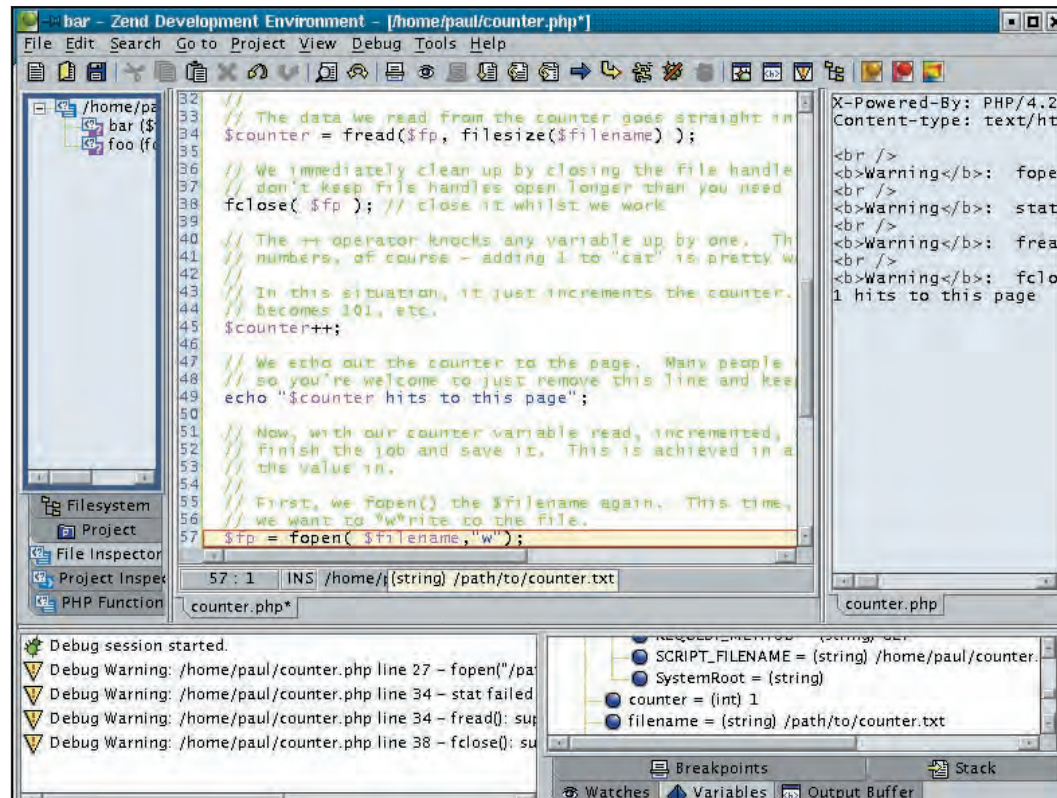 bar – Zend Development Environment – [/home/paul/counter.php*]
File Edit Search Go to Project View Debug Tools Help
/home/pa
bar ($
foo (fo
Filesystem
Project
File Inspector
Project Inspe
PHP Function
32 //
33 // The data we read from the counter goes straight in
34 $counter = fread($fp, filesize($filename) );
35
36 // We immediately clean up by closing the file handle
37 // don't keep file handles open longer than you need
38 fclose( $fp ); // close it whilst we work
39
40 // The ++ operator knocks any variable up by one. Th
41 // numbers, of course – adding 1 to "cat" is pretty w
42 //
43 // In this situation, it just increments the counter.
44 // becomes 101, etc.
45 $counter++;
46
47 // We echo out the counter to the page. Many people
48 // so you're welcome to just remove this line and kee
49 echo "$counter hits to this page";
50
51 // Now, with our counter variable read, incremented,
52 // finish the job and save it. This is achieved in a
53 // the value in.
54 //
55 // First, we fopen() the $filename again. This time,
56 // we want to "w"rite to the file.
57 $fp = fopen( $filename,"w");
57 : 1 INS /home/p (string) /path/to/counter.txt
counter.php*
X-Powered-By: PHP/4.2
Content-type: text/ht
<br />
<b>Warning</b>: fope
<br />
<b>Warning</b>: stat
<br />
<b>Warning</b>: frea
<br />
<b>Warning</b>: fclo
1 hits to this page
counter.php
Debug session started.
Debug Warning: /home/paul/counter.php line 27 – fopen("/pa
Debug Warning: /home/paul/counter.php line 34 – stat failed
Debug Warning: /home/paul/counter.php line 34 – fread(): sup
Debug Warning: /home/paul/counter.php line 38 – fclose(): su
REQUEST_METHOD = (string) GET
SCRIPT_FILENAME = (string) /home/paul/counter.
SystemRoot = (string)
counter = (int) 1
filename = (string) /path/to/counter.txt
Breakpoints Stack
Watches Variables Output Buffer